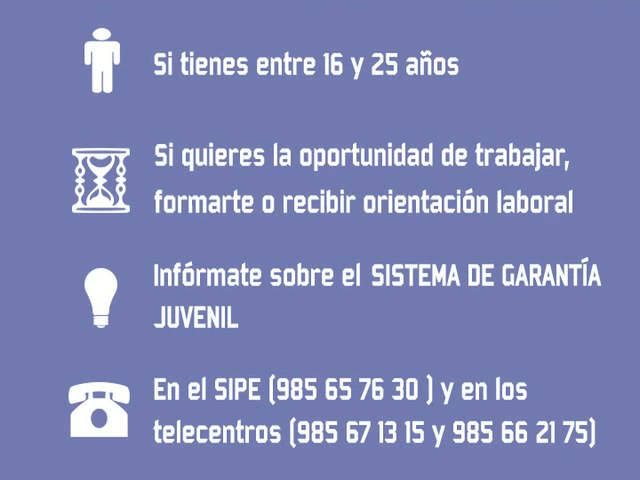 Si tienes entre 16 y 25 años
Si quieres la oportunidad de trabajar,
formarte o recibir orientación laboral
Infórmate sobre el SISTEMA DE GARANTÍA
JUVENIL
En el SIPE (985 65 76 30 ) y en los
telecentros (985 67 13 15 y 985 66 21 75)